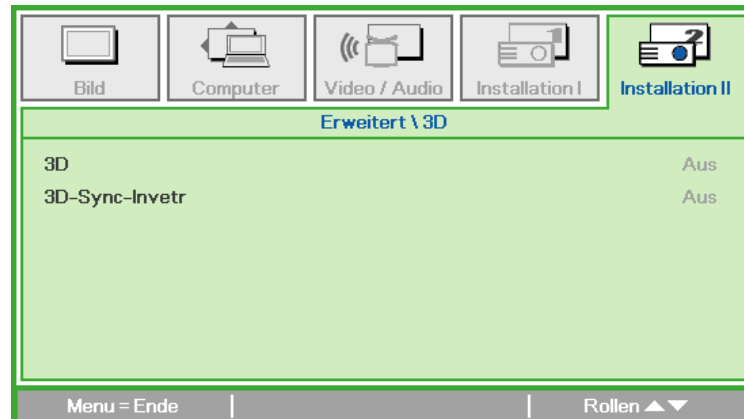 Bild
Computer
Video / Audio
Installation I
Installation II
Erweitert \ 3D
3D Aus
3D-Sync-Invetr Aus
Menu = Ende Rollen ▲▼